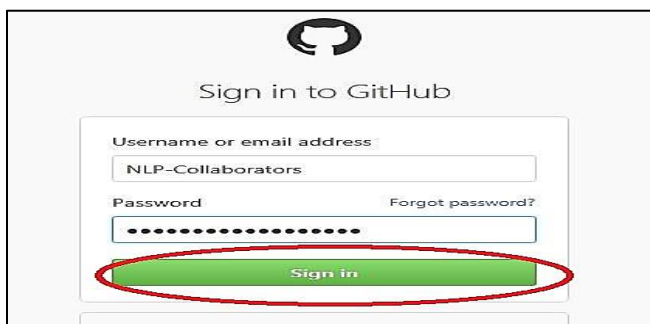 Sign in to GitHub
Username or email address
NLP-Collaborators
Password Forgot password?
●●●●●●●●●●●●●●●●●●
Sign in